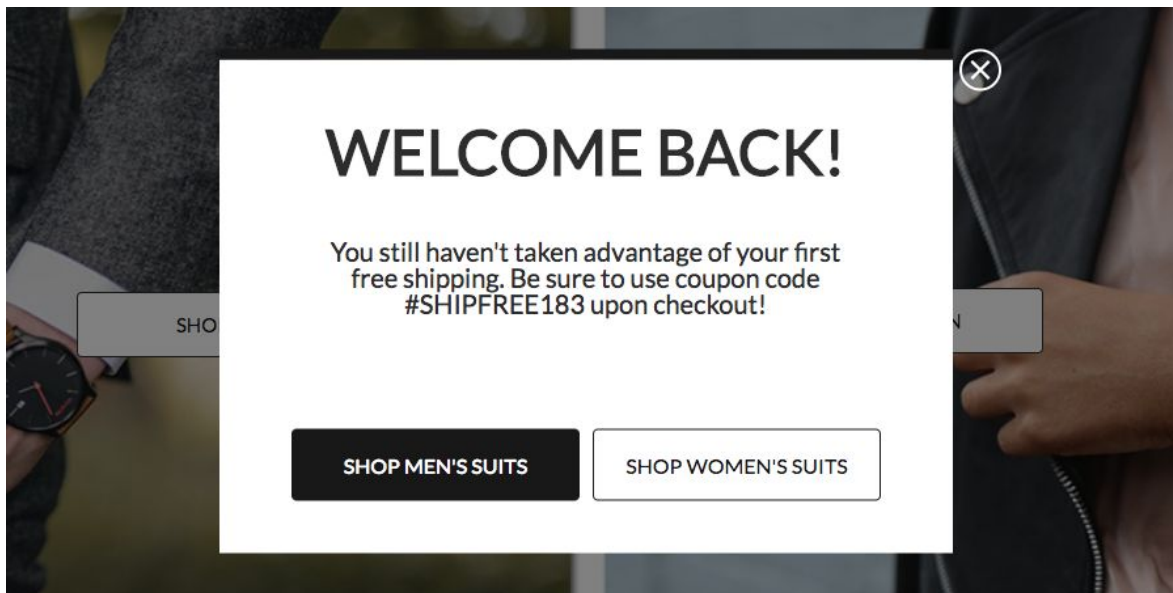 WELCOME BACK!
You still haven't taken advantage of your first
free shipping. Be sure to use coupon code
#SHIPFREE183 upon checkout!
SHO
N
SHOP MEN'S SUITS
SHOP WOMEN'S SUITS